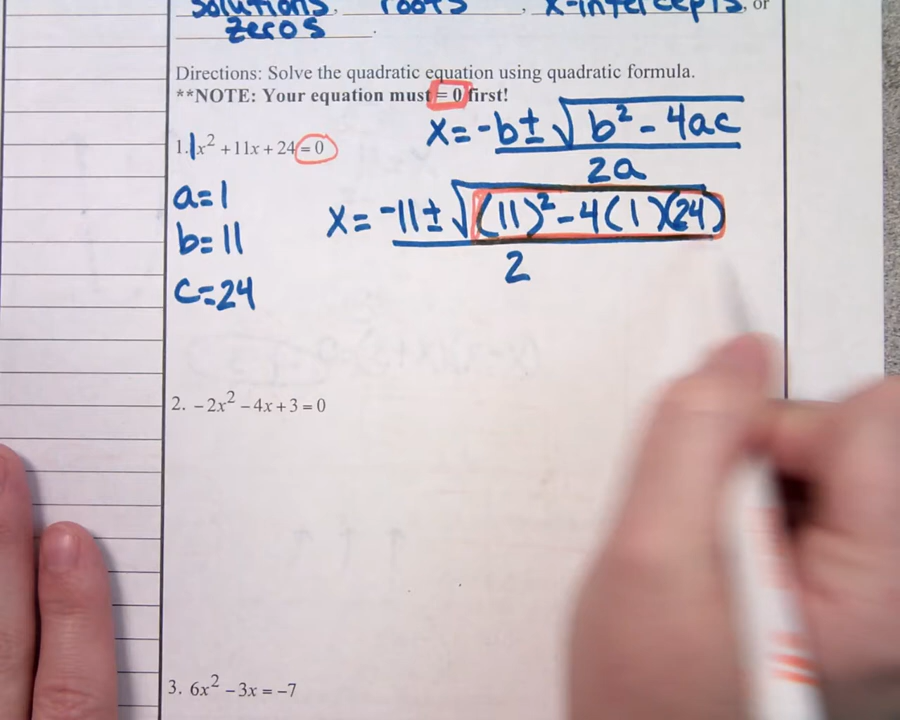 solutions, roots, x-intercepts, or
zeros.
Directions: Solve the quadratic equation using quadratic formula.
**NOTE: Your equation must = 0 first!
x = -b ± √b² - 4ac
2a
1. 1x² + 11x + 24 = 0
a = 1
x = -11 ± √(11)² - 4(1)(24)
2
b = 11
c = 24
2. -2x² - 4x + 3 = 0
3. 6x² - 3x = -7